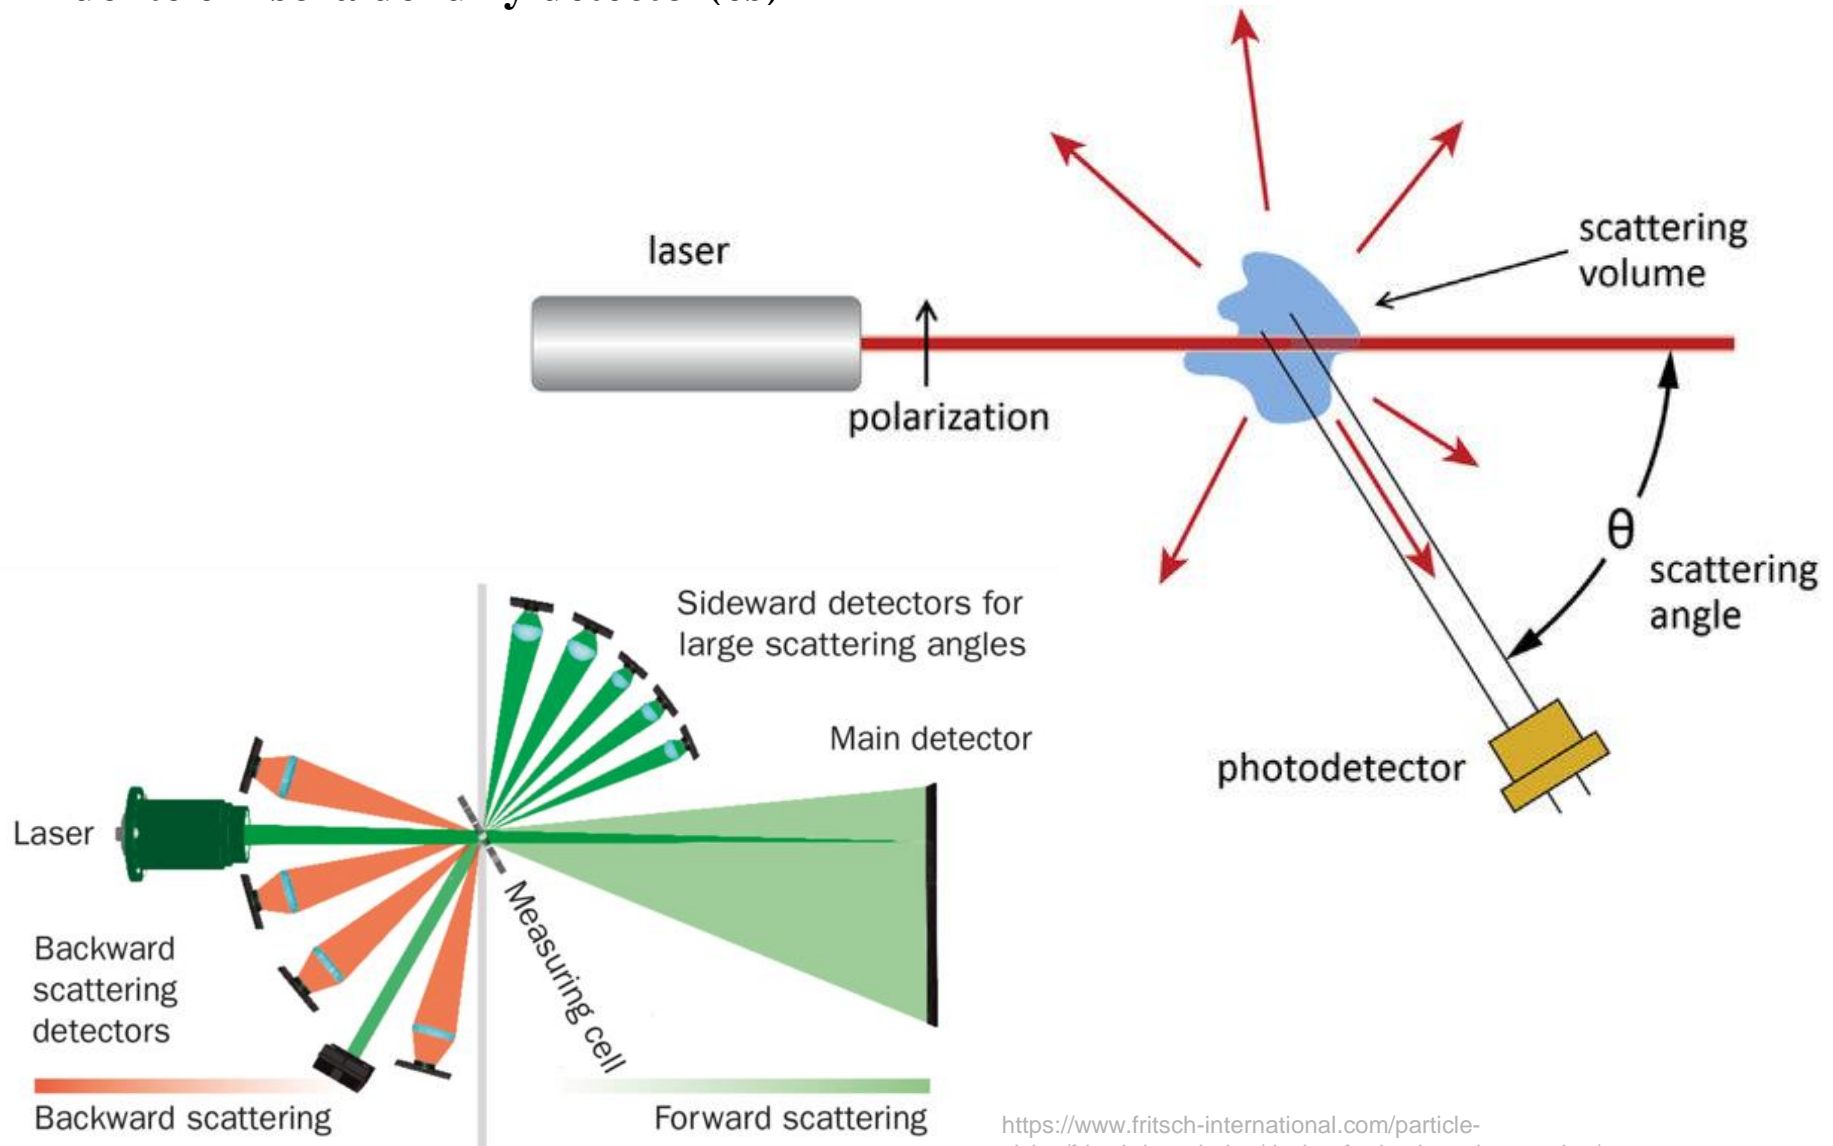 laser
polarization
scattering
volume
θ
scattering
angle
photodetector
Sideward detectors for
large scattering angles
Main detector
Laser
Measuring cell
Backward
scattering
detectors
Backward scattering
Forward scattering
https://www.fritsch-international.com/particle-